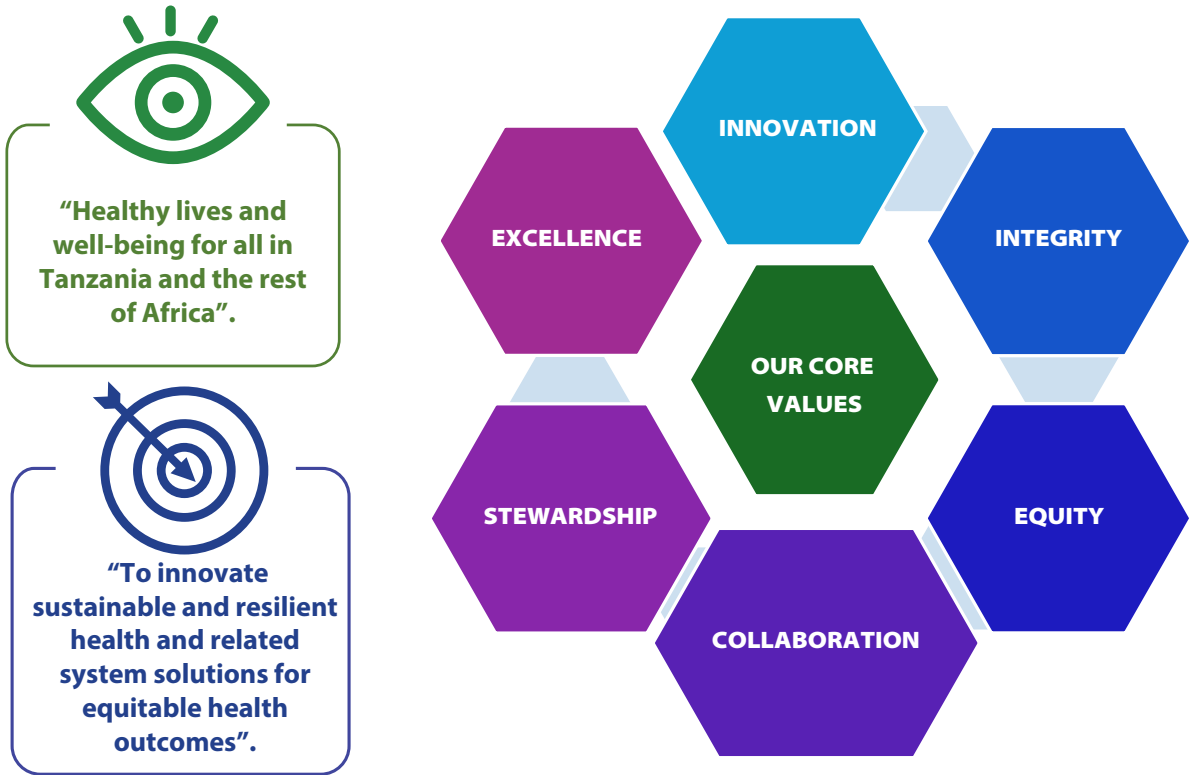 “Healthy lives and
well-being for all in
Tanzania and the rest
of Africa”.
“To innovate
sustainable and resilient
health and related
system solutions for
equitable health
outcomes”.
INNOVATION
INTEGRITY
EQUITY
COLLABORATION
STEWARDSHIP
EXCELLENCE
OUR CORE
VALUES